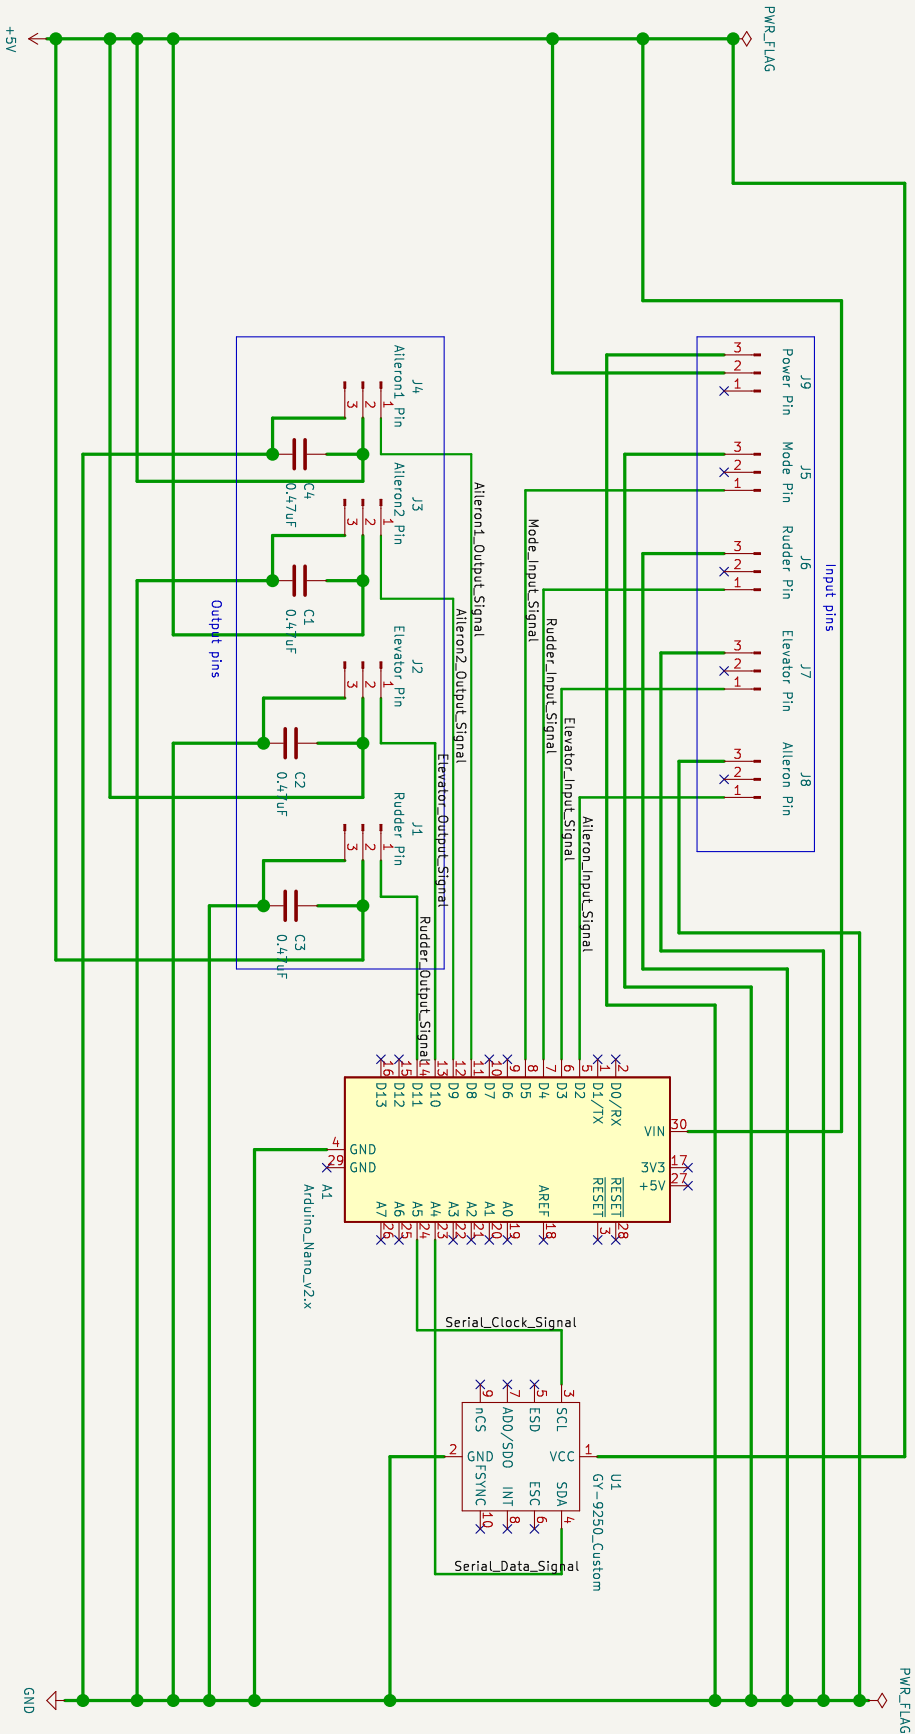 PWR_FLAG
+5V
J9
Power Pin
3
2
1
J5
Mode Pin
3
2
1
J6
Rudder Pin
3
2
1
J7
Elevator Pin
3
2
1
J8
Aileron Pin
3
2
1
Input pins
J4
Aileron1 Pin
1
2
3
C4
0.47uF
J3
Aileron2 Pin
1
2
3
C1
0.47uF
J2
Elevator Pin
1
2
3
C2
0.47uF
J1
Rudder Pin
1
2
3
C3
0.47uF
Output pins
Aileron1_Output_Signal
Aileron2_Output_Signal
Elevator_Output_Signal
Rudder_Output_Signal
Mode_Input_Signal
Rudder_Input_Signal
Elevator_Input_Signal
Aileron_Input_Signal
16
15
14
13
12
11
10
9
8
7
6
5
1
2
D13
D12
D11
D10
D9
D8
D7
D6
D5
D4
D3
D2
D1/TX
D0/RX
VIN
30
3V3
17
+5V
27
4
GND
29
GND
A7
A6
A5
A4
A3
A2
A1
A0
AREF
RESET
RESET
26
25
24
23
22
21
20
19
18
3
28
A1
Arduino_Nano_v2.x
Serial_Clock_Signal
9
7
5
3
nCS
AD0/SDO
ESD
SCL
2
GND
VCC
1
FSYNC
INT
ESC
SDA
10
8
6
4
U1
GY-9250_Custom
Serial_Data_Signal
GND
PWR_FLAG